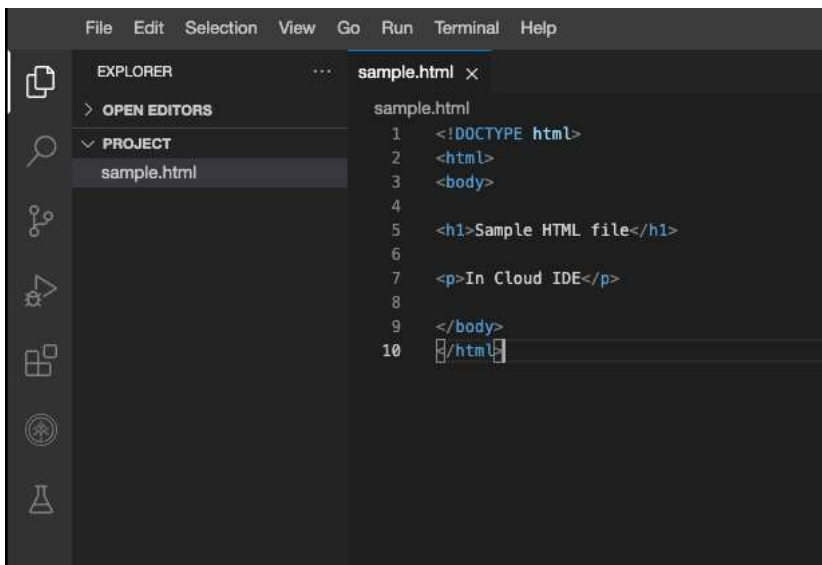 File Edit Selection View Go Run Terminal Help
EXPLORER ···
> OPEN EDITORS
PROJECT
sample.html
sample.html ×
sample.html
1 <!DOCTYPE html>
2 <html>
3 <body>
4
5 <h1>Sample HTML file</h1>
6
7 <p>In Cloud IDE</p>
8
9 </body>
10 </html>